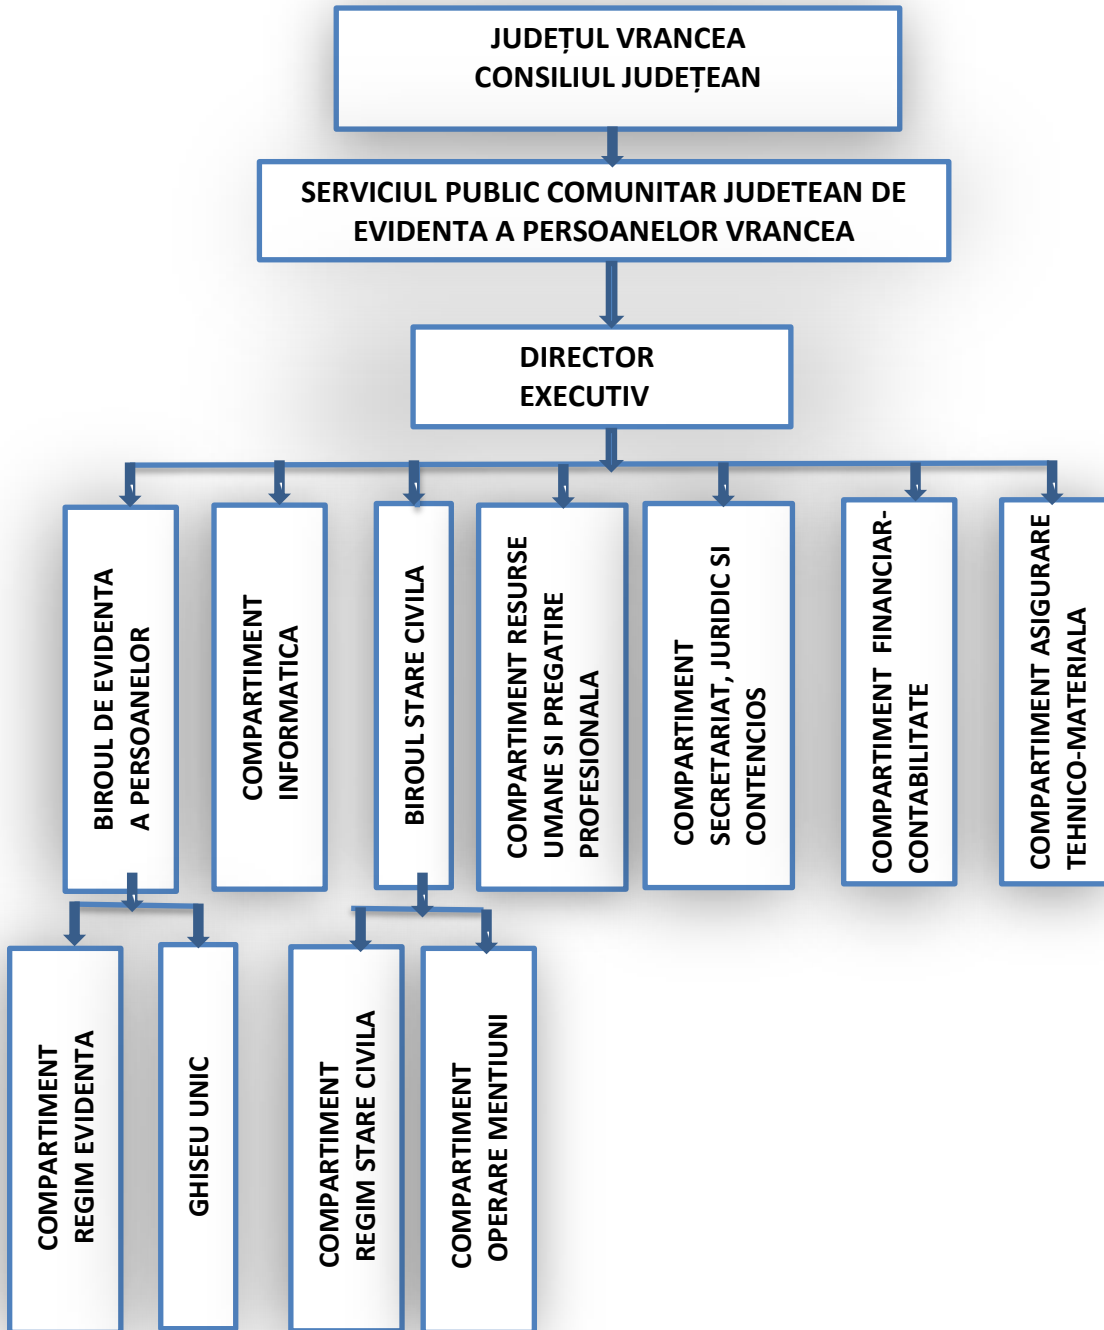 JUDEȚUL VRANCEA
CONSILIUL JUDEȚEAN
SERVICIUL PUBLIC COMUNITAR JUDETEAN DE
EVIDENTA A PERSOANELOR VRANCEA
DIRECTOR
EXECUTIV
BIROUL DE EVIDENTA
A PERSOANELOR
COMPARTIMENT
INFORMATICA
BIROUL STARE CIVILA
COMPARTIMENT RESURSE
UMANE SI PREGATIRE
PROFESIONALA
COMPARTIMENT
SECRETARIAT, JURIDIC SI
CONTENCIOS
COMPARTIMENT FINANCIAR-
CONTABILITATE
COMPARTIMENT ASIGURARE
TEHNICO-MATERIALA
COMPARTIMENT
REGIM EVIDENTA
GHISEU UNIC
COMPARTIMENT
REGIM STARE CIVILA
COMPARTIMENT
OPERARE MENTIUNI